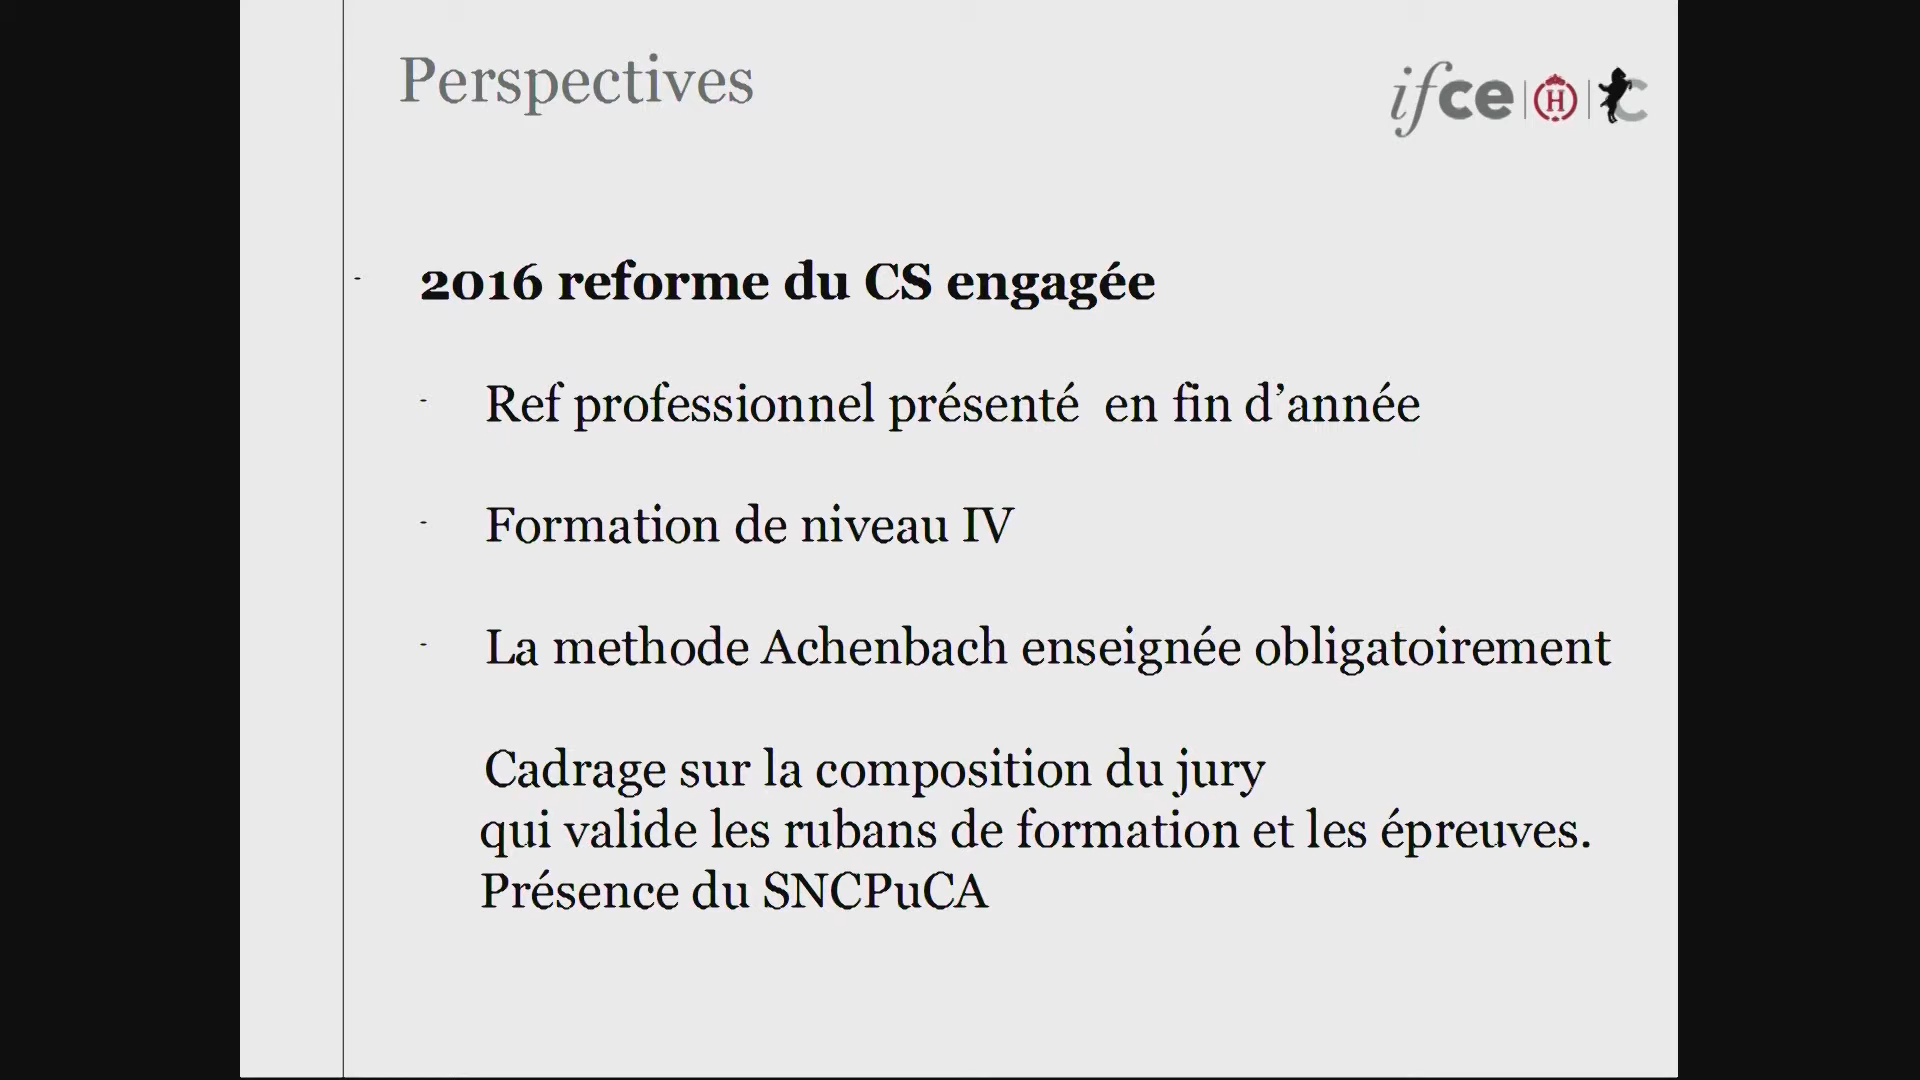 Perspectives
ifce
H
- 2016 reforme du CS engagée
- Ref professionnel présenté  en fin d’année
- Formation de niveau IV
- La methode Achenbach enseignée obligatoirement
Cadrage sur la composition du jury
qui valide les rubans de formation et les épreuves.
Présence du SNCPuCA